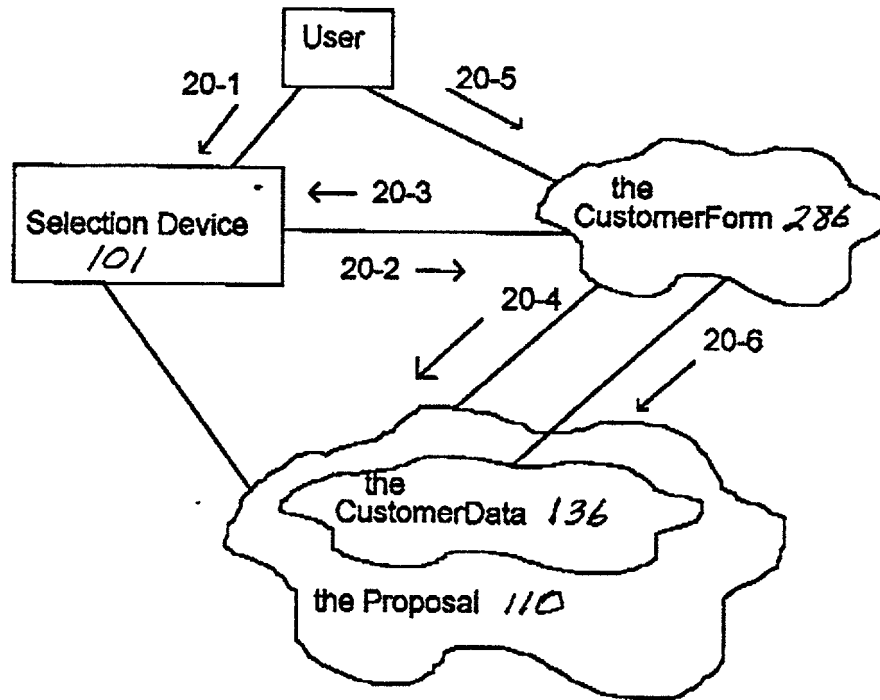 User
20-1
20-5
20-3
the
CustomerForm 286
Selection Device
101
20-2
20-4
20-6
the
CustomerData 136
the Proposal 110